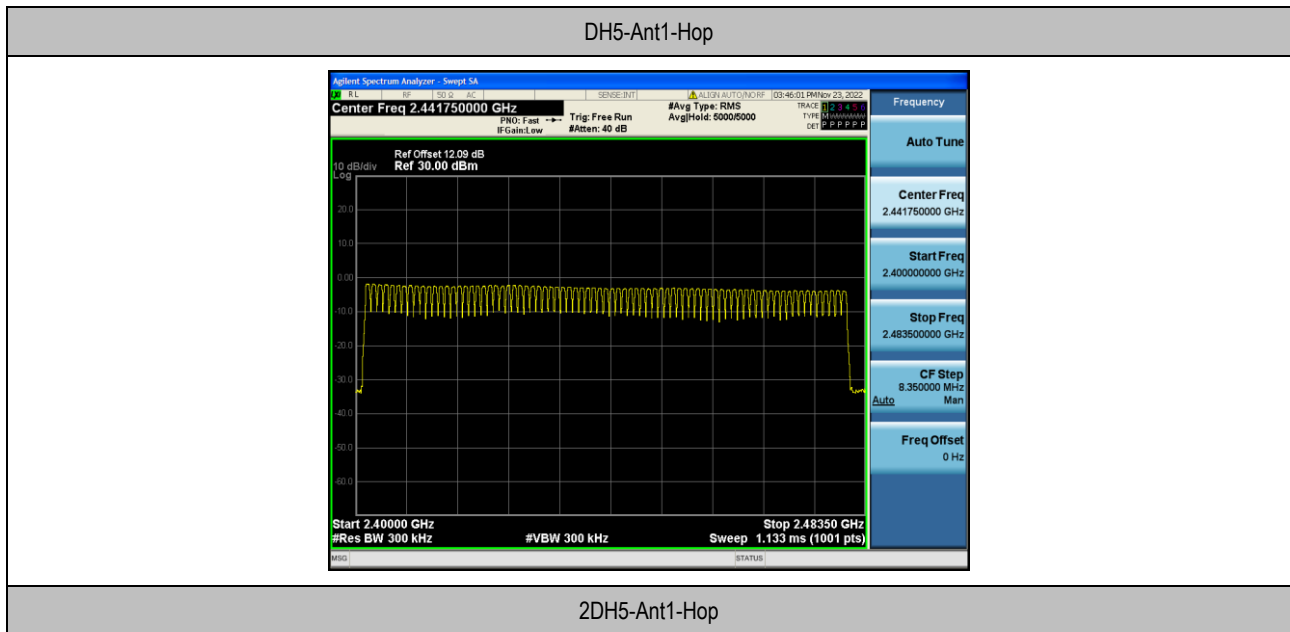 DH5-Ant1-Hop
Agilent Spectrum Analyzer - Swept SA
RL RF 50 Ω AC SENSE:INT ALIGN AUTO/NO RF 03:46:01 PM Nov 23, 2022
Center Freq 2.441750000 GHz
PNO: Fast
IFGain:Low
Trig: Free Run
#Atten: 40 dB
#Avg Type: RMS
Avg|Hold: 5000/5000
TRACE 1 2 3 4 5 6
TYPE M
DET P P P P P P
Ref Offset 12.09 dB
10 dB/div Ref 30.00 dBm
Log
20.0
10.0
0.00
-10.0
-20.0
-30.0
-40.0
-50.0
-60.0
Start 2.40000 GHz Stop 2.48350 GHz
#Res BW 300 kHz #VBW 300 kHz Sweep 1.133 ms (1001 pts)
MSG STATUS
Frequency
Auto Tune
Center Freq
2.441750000 GHz
Start Freq
2.400000000 GHz
Stop Freq
2.483500000 GHz
CF Step
8.350000 MHz
Auto Man
Freq Offset
0 Hz
2DH5-Ant1-Hop